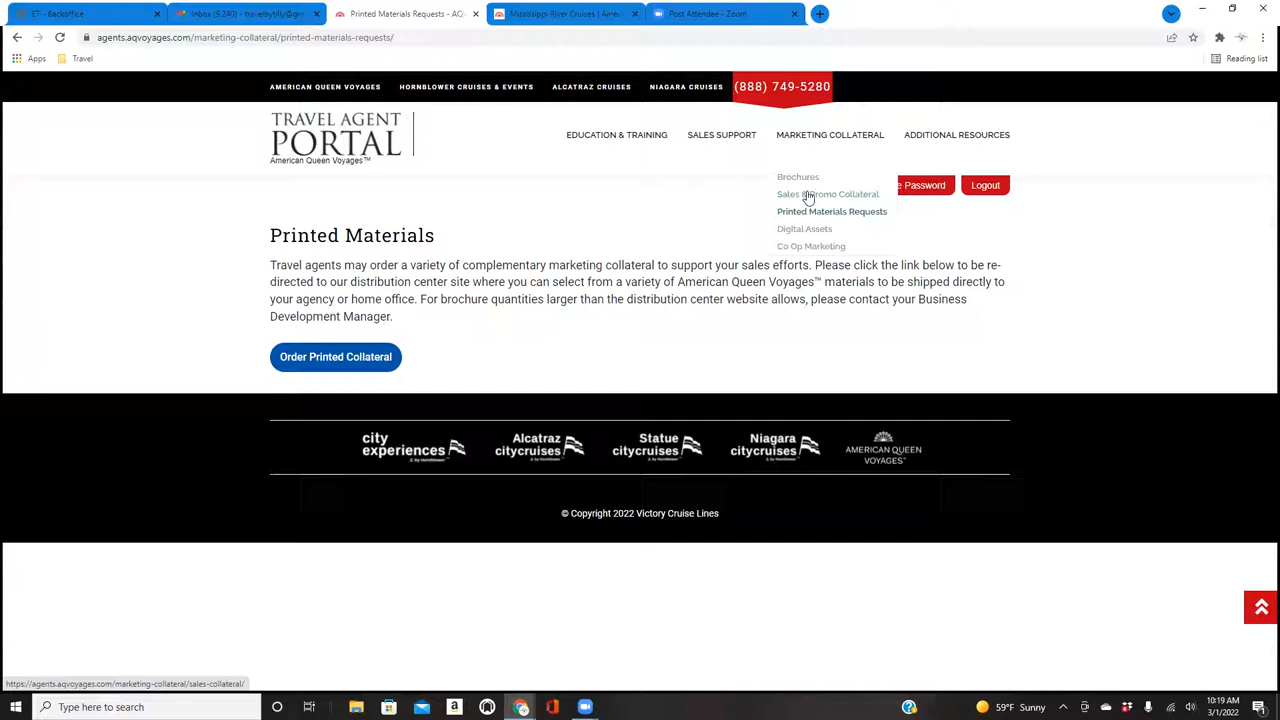 ET - Backoffice
Inbox (9,240) - travelbytilly@gm
Printed Materials Requests - AQ
Mississippi River Cruises | Ameri
Post Attendee - Zoom
agents.aqvoyages.com/marketing-collateral/printed-materials-requests/
Apps
Travel
Reading list
AMERICAN QUEEN VOYAGES
HORNBLOWER CRUISES & EVENTS
ALCATRAZ CRUISES
NIAGARA CRUISES
(888) 749-5280
TRAVEL AGENT
PORTAL
American Queen Voyages™
EDUCATION & TRAINING
SALES SUPPORT
MARKETING COLLATERAL
ADDITIONAL RESOURCES
Brochures
Sales & Promo Collateral
Printed Materials Requests
Digital Assets
Co Op Marketing
e Password
Logout
Printed Materials
Travel agents may order a variety of complementary marketing collateral to support your sales efforts. Please click the link below to be re-
directed to our distribution center site where you can select from a variety of American Queen Voyages™ materials to be shipped directly to
your agency or home office. For brochure quantities larger than the distribution center website allows, please contact your Business
Development Manager.
Order Printed Collateral
city
experiences
Alcatraz
citycruises
Statue
citycruises
Niagara
citycruises
AMERICAN QUEEN
VOYAGES™
© Copyright 2022 Victory Cruise Lines
https://agents.aqvoyages.com/marketing-collateral/sales-collateral/
Type here to search
59°F Sunny
10:19 AM
3/1/2022